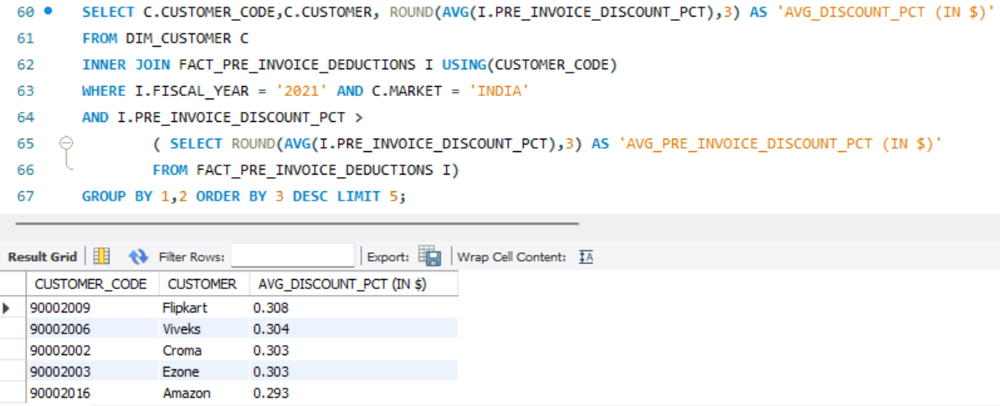 60 SELECT C.CUSTOMER_CODE,C.CUSTOMER, ROUND(AVG(I.PRE_INVOICE_DISCOUNT_PCT),3) AS 'AVG_DISCOUNT_PCT (IN $)'
61 FROM DIM_CUSTOMER C
62 INNER JOIN FACT_PRE_INVOICE_DEDUCTIONS I USING(CUSTOMER_CODE)
63 WHERE I.FISCAL_YEAR = '2021' AND C.MARKET = 'INDIA'
64 AND I.PRE_INVOICE_DISCOUNT_PCT >
65 ( SELECT ROUND(AVG(I.PRE_INVOICE_DISCOUNT_PCT),3) AS 'AVG_PRE_INVOICE_DISCOUNT_PCT (IN $)'
66 FROM FACT_PRE_INVOICE_DEDUCTIONS I)
67 GROUP BY 1,2 ORDER BY 3 DESC LIMIT 5;
Result Grid Filter Rows: Export: Wrap Cell Content: IA
CUSTOMER_CODE CUSTOMER AVG_DISCOUNT_PCT (IN $)
90002009 Flipkart 0.308
90002006 Viveks 0.304
90002002 Croma 0.303
90002003 Ezone 0.303
90002016 Amazon 0.293